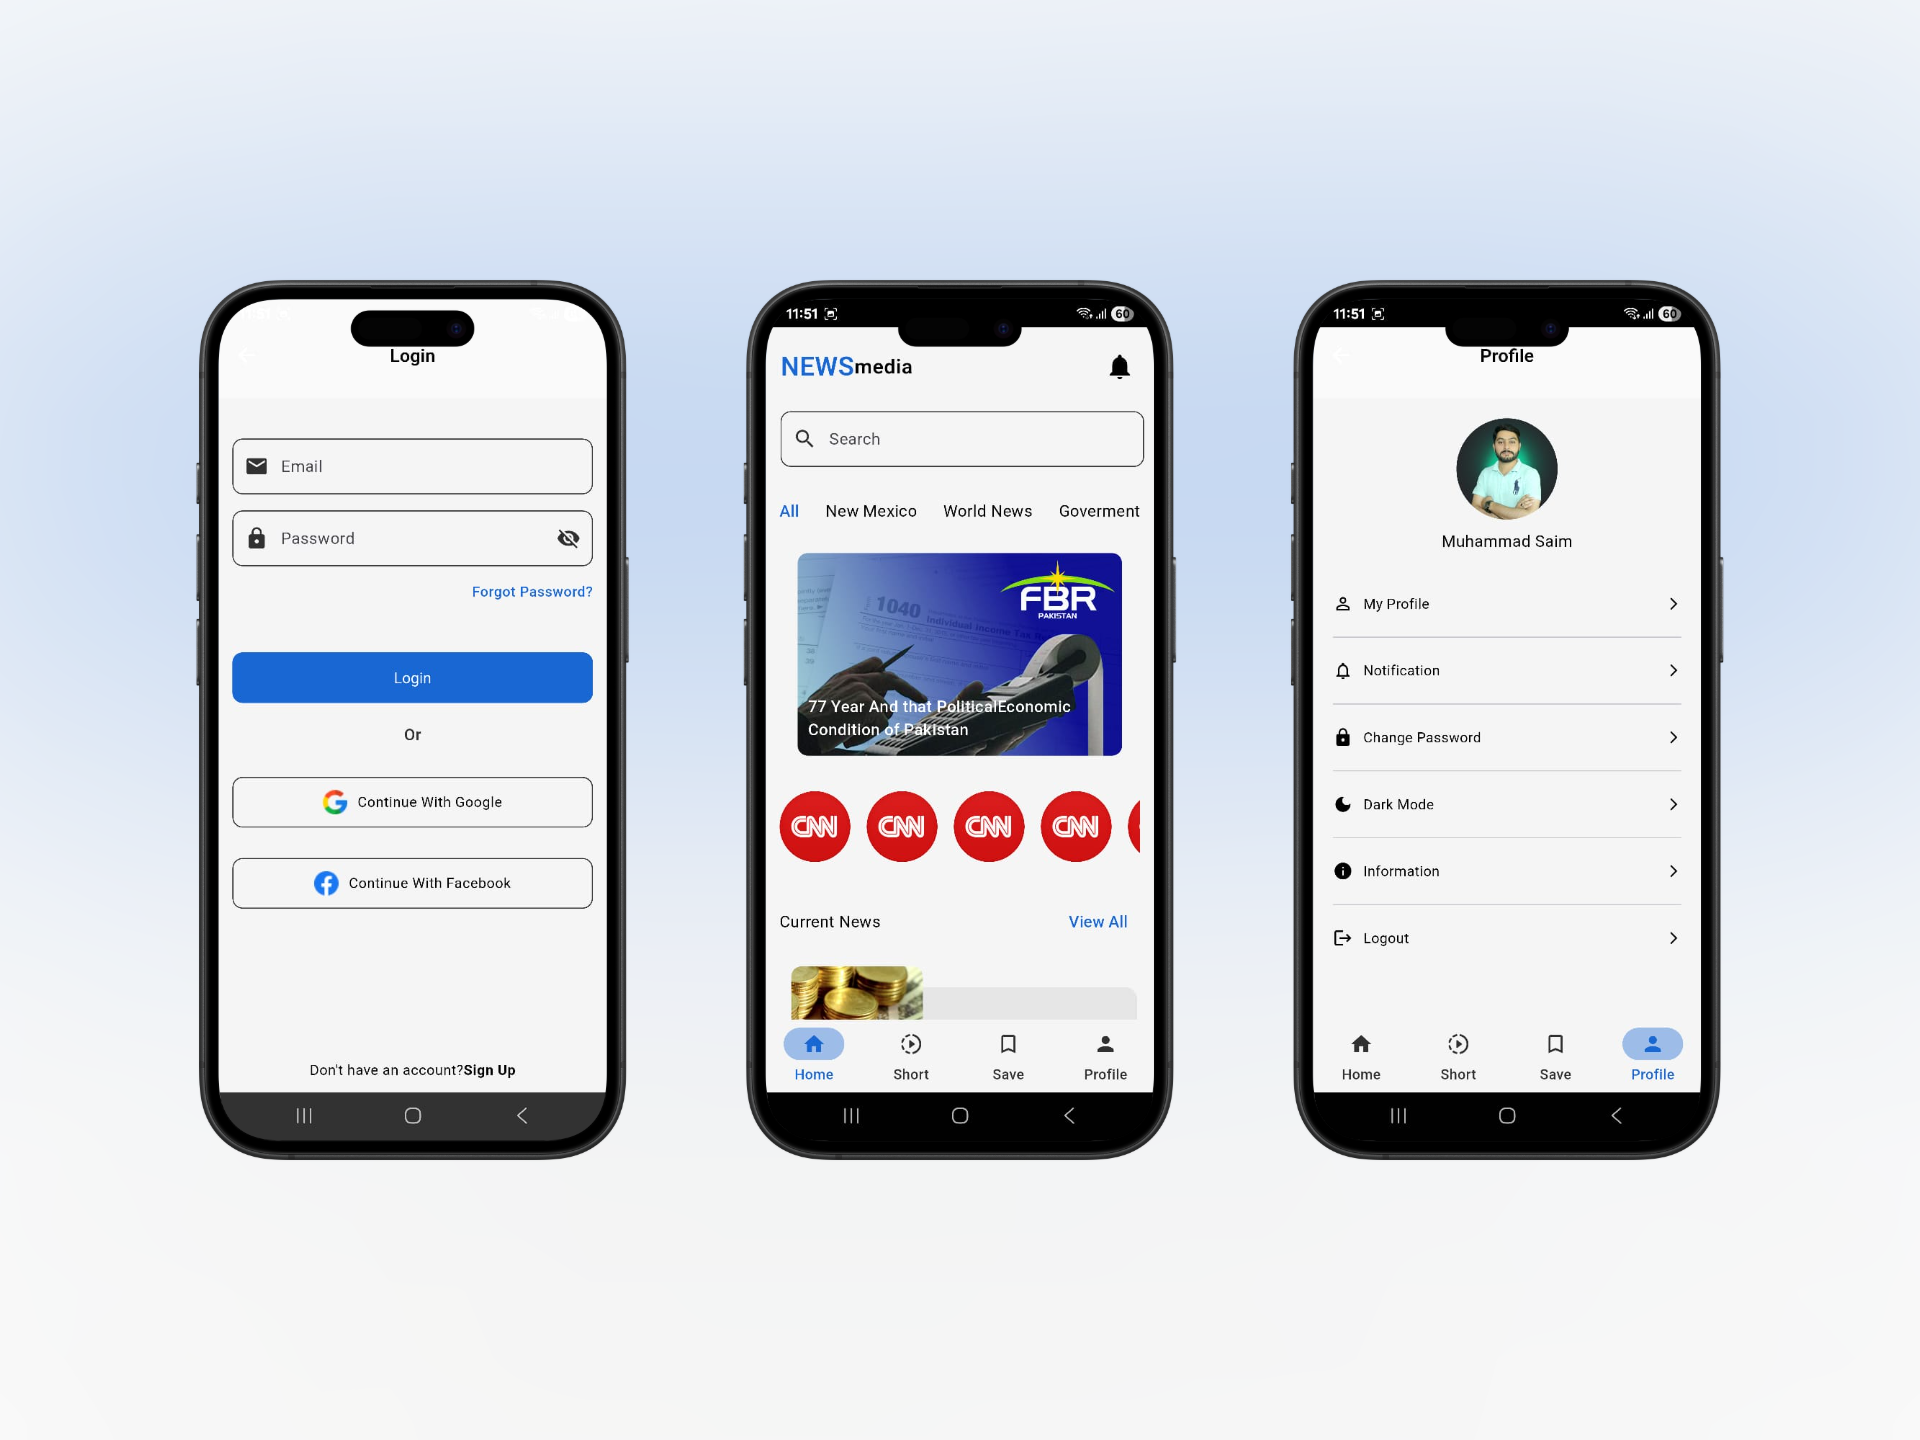 Login
Email
Password
Forgot Password?
Login
Or
Continue With Google
Continue With Facebook
Don't have an account?Sign Up
11:51 60
NEWSmedia
Search
All New Mexico World News Goverment
1040 Individual Income Tax
FBR
PAKISTAN
77 Year And that PoliticalEconomic
Condition of Pakistan
CNN CNN CNN CNN
Current News View All
Home Short Save Profile
11:51 60
Profile
Muhammad Saim
My Profile
Notification
Change Password
Dark Mode
Information
Logout
Home Short Save Profile